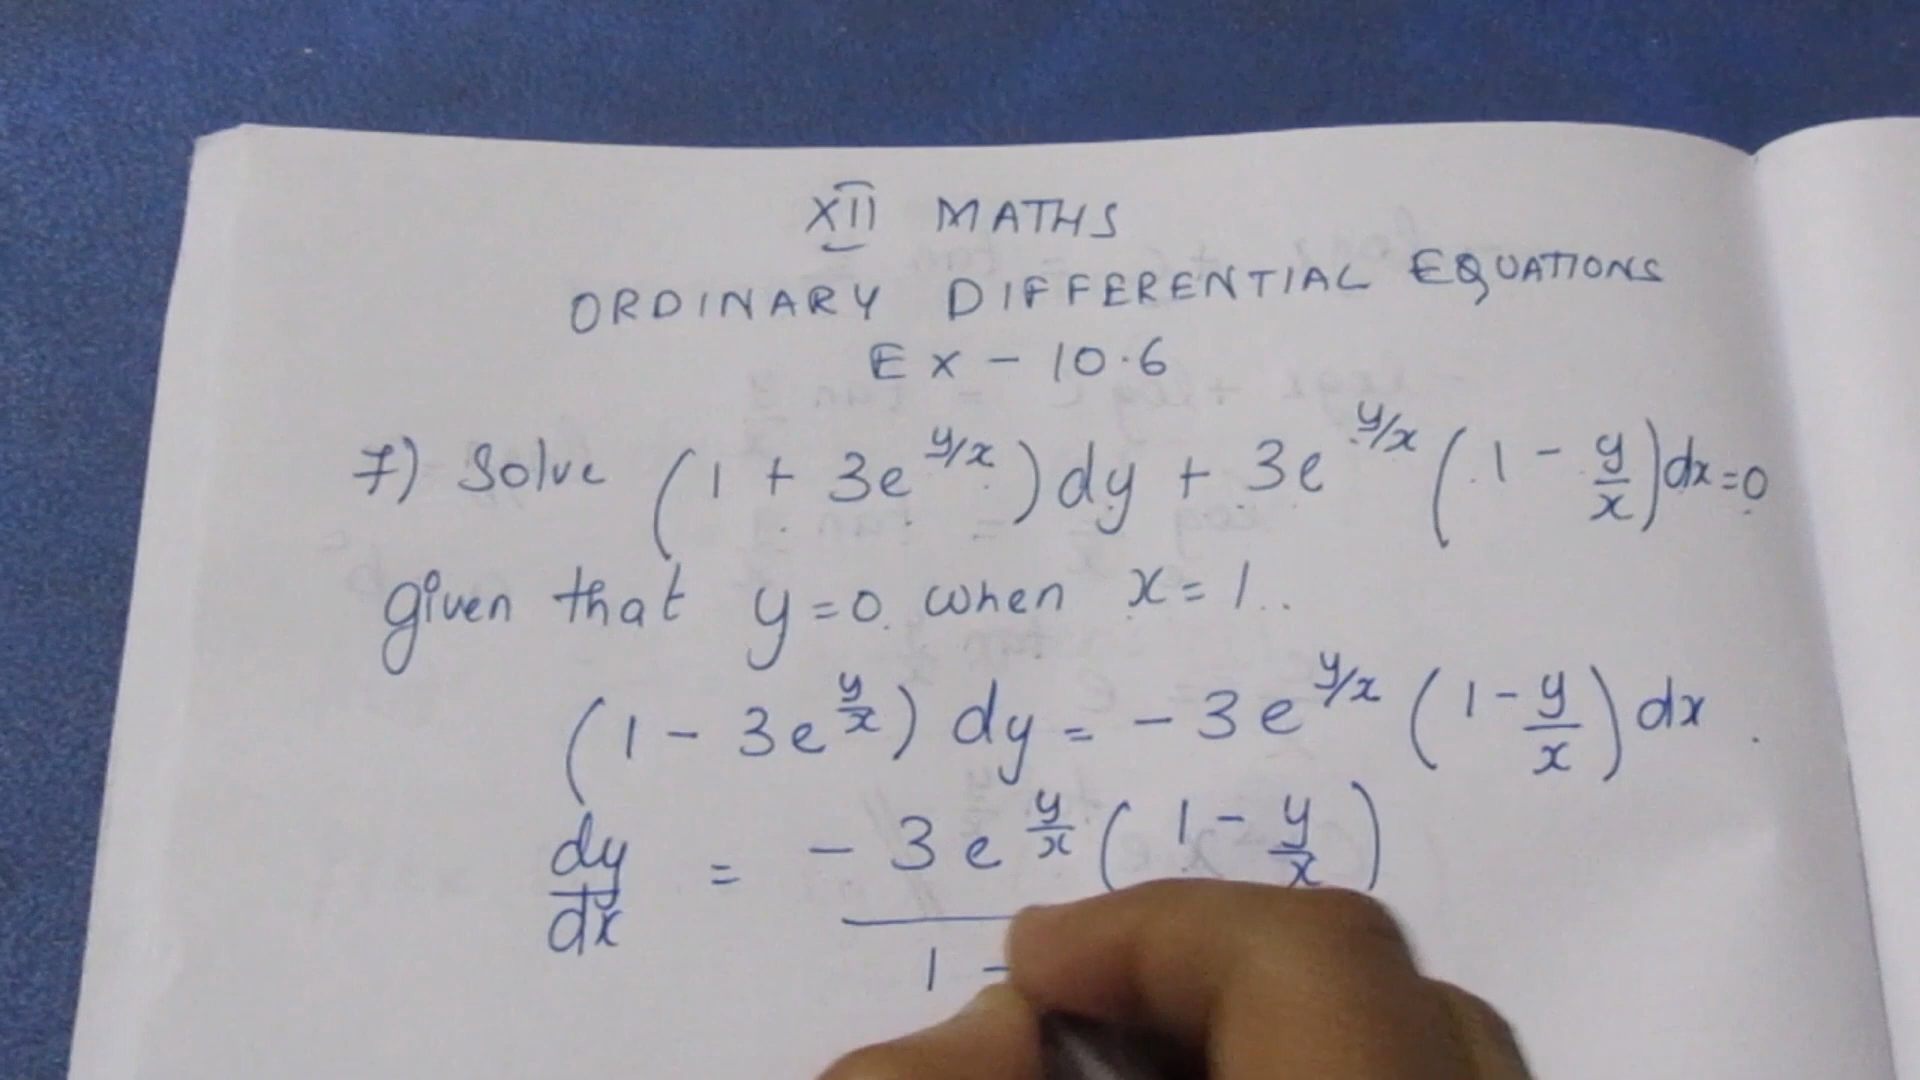 XII MATHS
ORDINARY DIFFERENTIAL EQUATIONS
EX - 10.6
7) Solve (1 + 3e^{y/x})dy + 3e^{y/x}(1 - y/x)dx = 0
given that y = 0 when x = 1.
(1 - 3e^{y/x}) dy = -3e^{y/x} (1 - y/x) dx
dy/dx = -3e^{y/x} (1 - y/x)
1 -